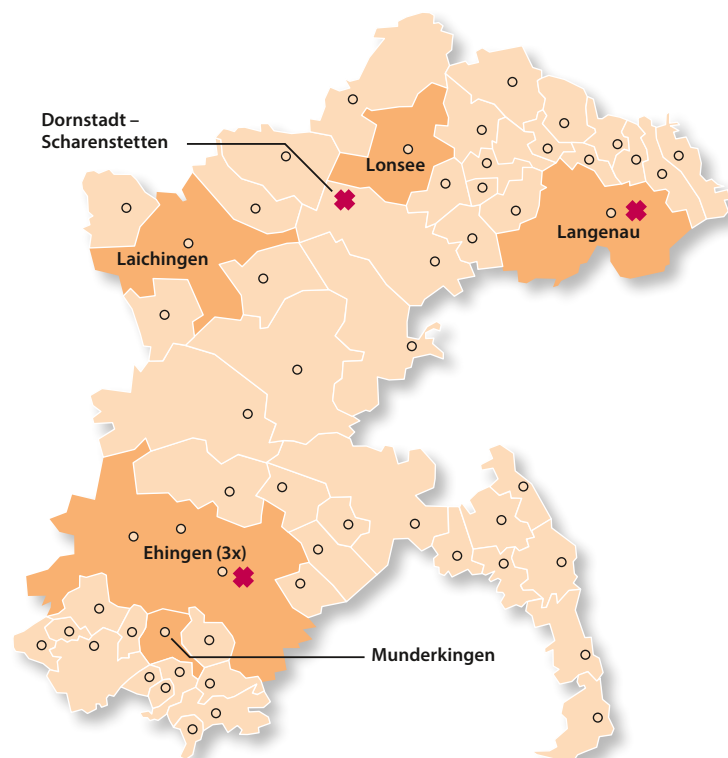 Dornstadt –
Scharenstetten
Lonsee
Langenau
Laichingen
Ehingen (3x)
Munderkingen